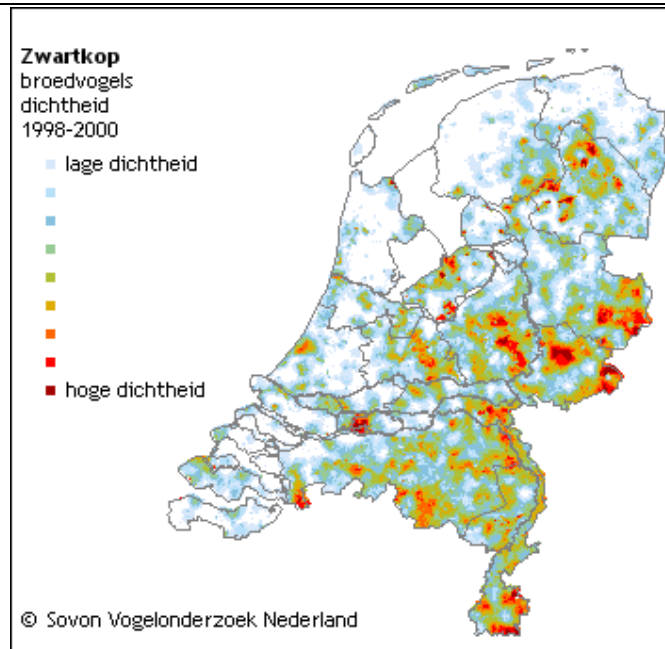 Zwartkop
broedvogels
dichtheid
1998-2000
lage dichtheid
hoge dichtheid
© Sovon Vogelonderzoek Nederland